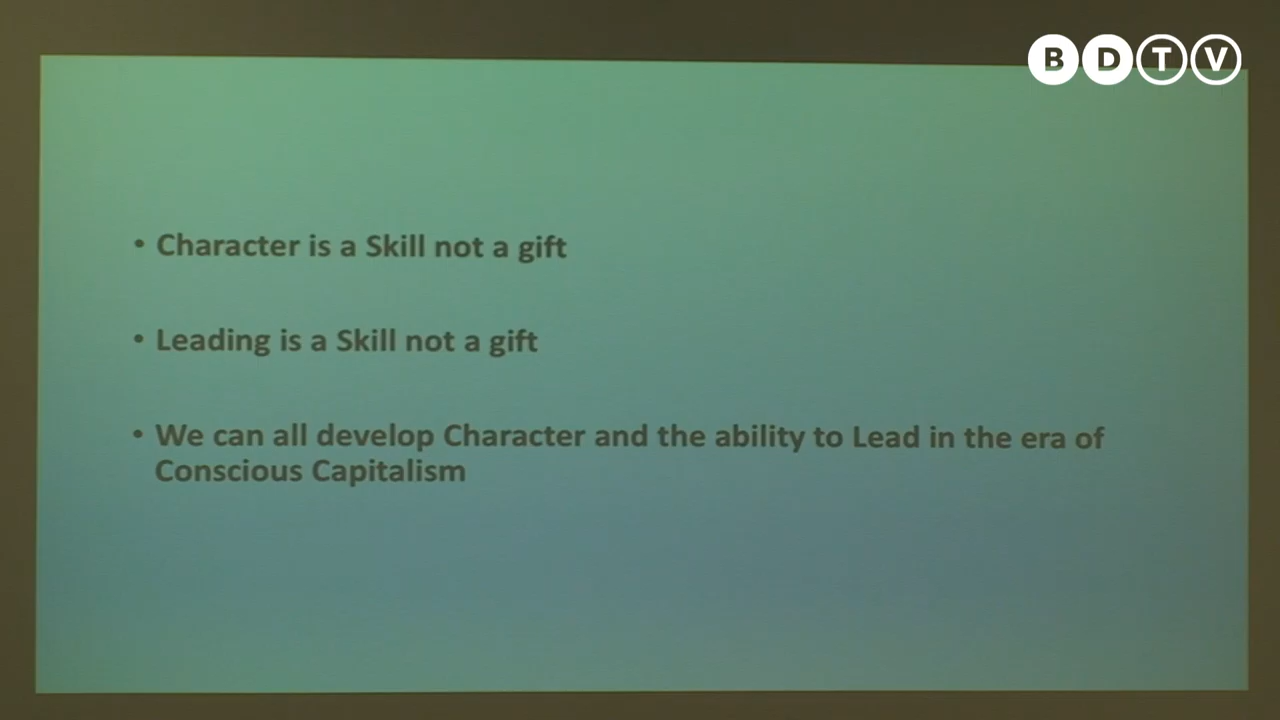 BDTV
• Character is a Skill not a gift
• Leading is a Skill not a gift
• We can all develop Character and the ability to Lead in the era of
Conscious Capitalism